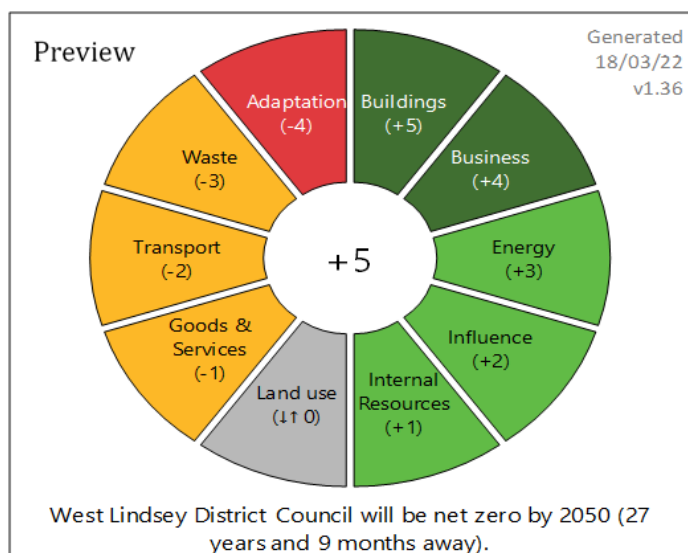 Preview
Generated
18/03/22
v1.36
Adaptation
(-4)
Buildings
(+5)
Waste
(-3)
Business
(+4)
Transport
(-2)
+5
Energy
(+3)
Goods &
Services
(-1)
Influence
(+2)
Land use
(↓↑ 0)
Internal
Resources
(+1)
West Lindsey District Council will be net zero by 2050 (27
years and 9 months away).